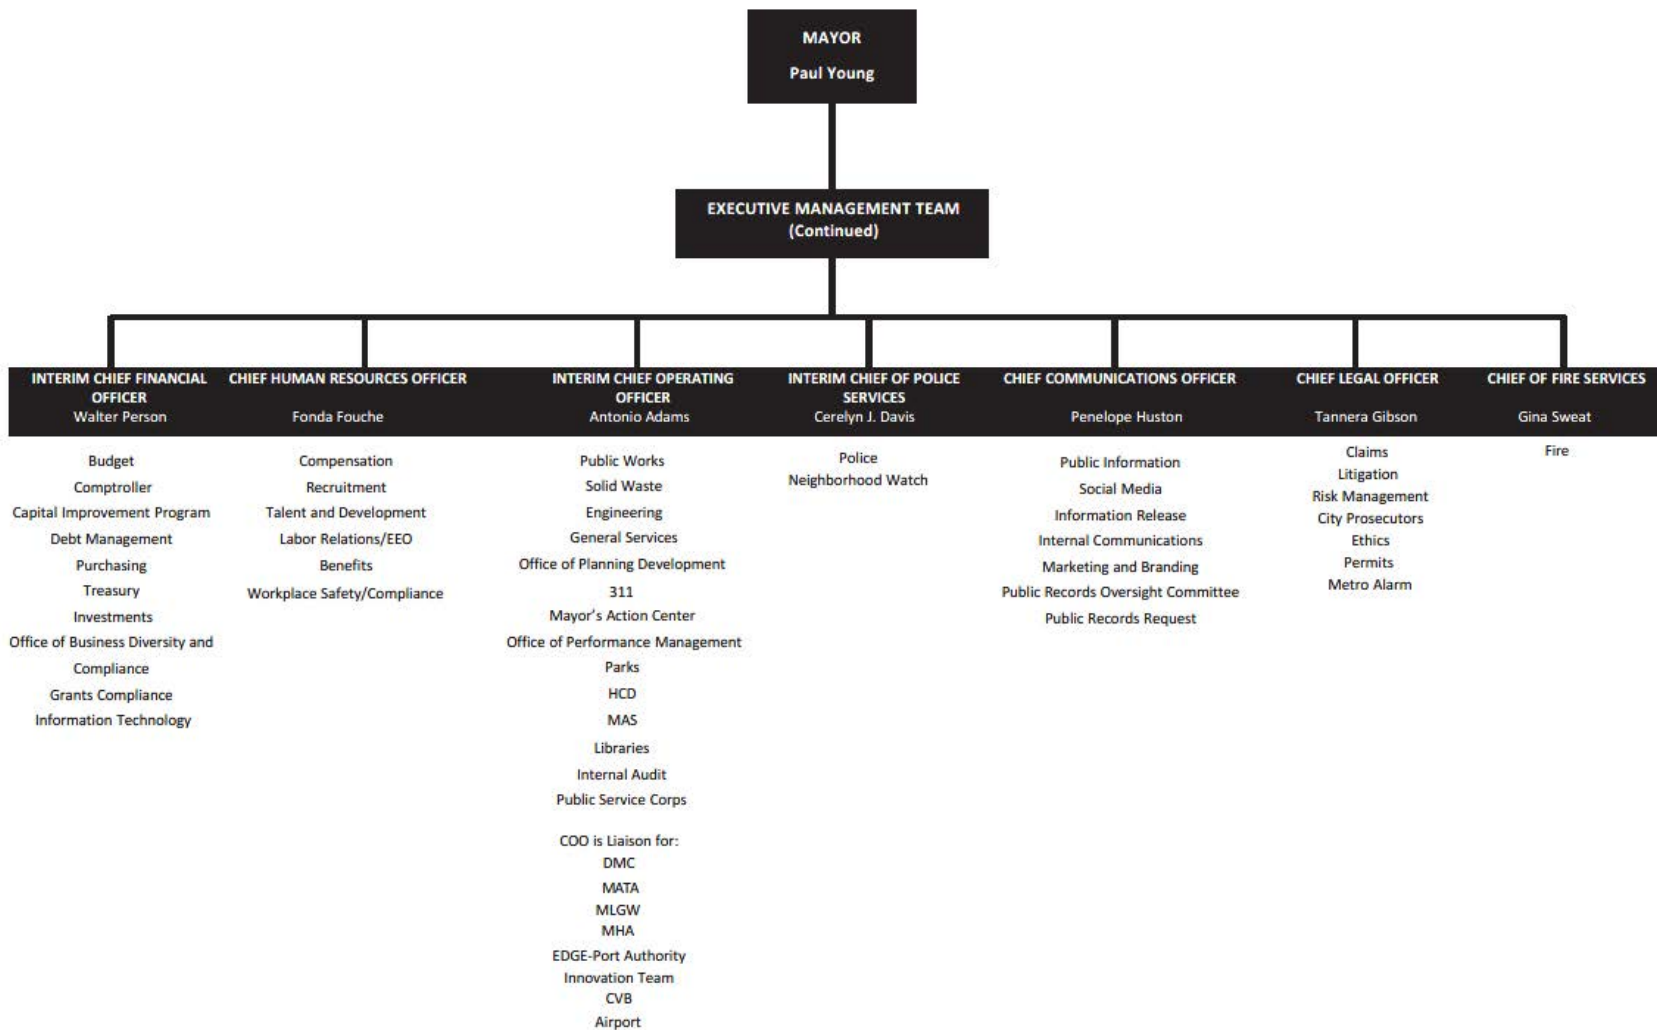 MAYOR
Paul Young
EXECUTIVE MANAGEMENT TEAM
(Continued)
INTERIM CHIEF FINANCIAL
OFFICER
Walter Person
Budget
Comptroller
Capital Improvement Program
Debt Management
Purchasing
Treasury
Investments
Office of Business Diversity and
Compliance
Grants Compliance
Information Technology
CHIEF HUMAN RESOURCES OFFICER
Fonda Fouche
Compensation
Recruitment
Talent and Development
Labor Relations/EEO
Benefits
Workplace Safety/Compliance
INTERIM CHIEF OPERATING
OFFICER
Antonio Adams
Public Works
Solid Waste
Engineering
General Services
Office of Planning Development
311
Mayor's Action Center
Office of Performance Management
Parks
HCD
MAS
Libraries
Internal Audit
Public Service Corps
COO is Liaison for:
DMC
MATA
MLGW
MHA
EDGE-Port Authority
Innovation Team
CVB
Airport
INTERIM CHIEF OF POLICE
SERVICES
Cerelyn J. Davis
Police
Neighborhood Watch
CHIEF COMMUNICATIONS OFFICER
Penelope Huston
Public Information
Social Media
Information Release
Internal Communications
Marketing and Branding
Public Records Oversight Committee
Public Records Request
CHIEF LEGAL OFFICER
Tannera Gibson
Claims
Litigation
Risk Management
City Prosecutors
Ethics
Permits
Metro Alarm
CHIEF OF FIRE SERVICES
Gina Sweat
Fire